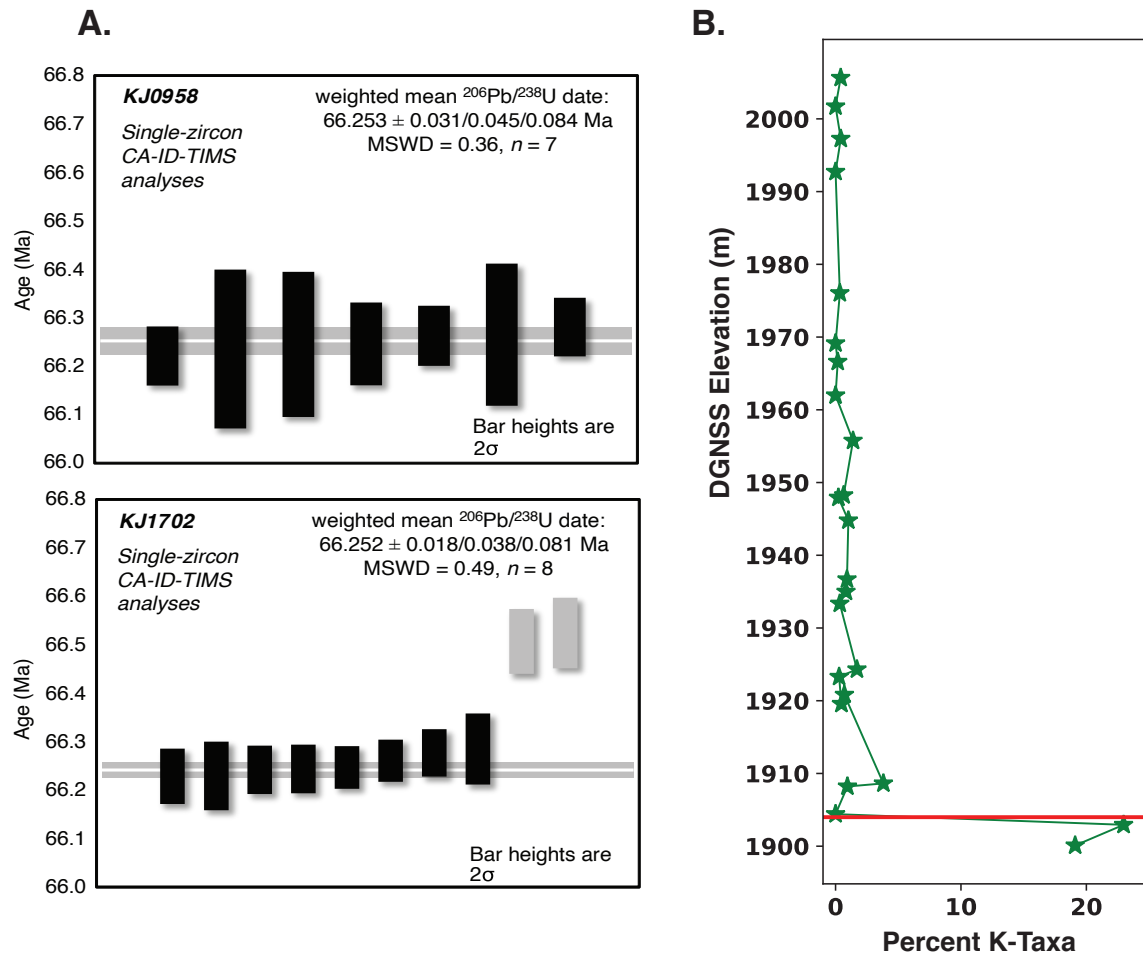 A.
KJ0958
Single-zircon
CA-ID-TIMS
analyses
weighted mean ²⁰⁶Pb/²³⁸U date:
66.253 ± 0.031/0.045/0.084 Ma
MSWD = 0.36, n = 7
Age (Ma)
66.8
66.7
66.6
66.5
66.4
66.3
66.2
66.1
66.0
Bar heights are
2σ
KJ1702
Single-zircon
CA-ID-TIMS
analyses
weighted mean ²⁰⁶Pb/²³⁸U date:
66.252 ± 0.018/0.038/0.081 Ma
MSWD = 0.49, n = 8
Age (Ma)
66.8
66.7
66.6
66.5
66.4
66.3
66.2
66.1
66.0
Bar heights are
2σ
B.
DGNSS Elevation (m)
2000
1990
1980
1970
1960
1950
1940
1930
1920
1910
1900
0 10 20
Percent K-Taxa